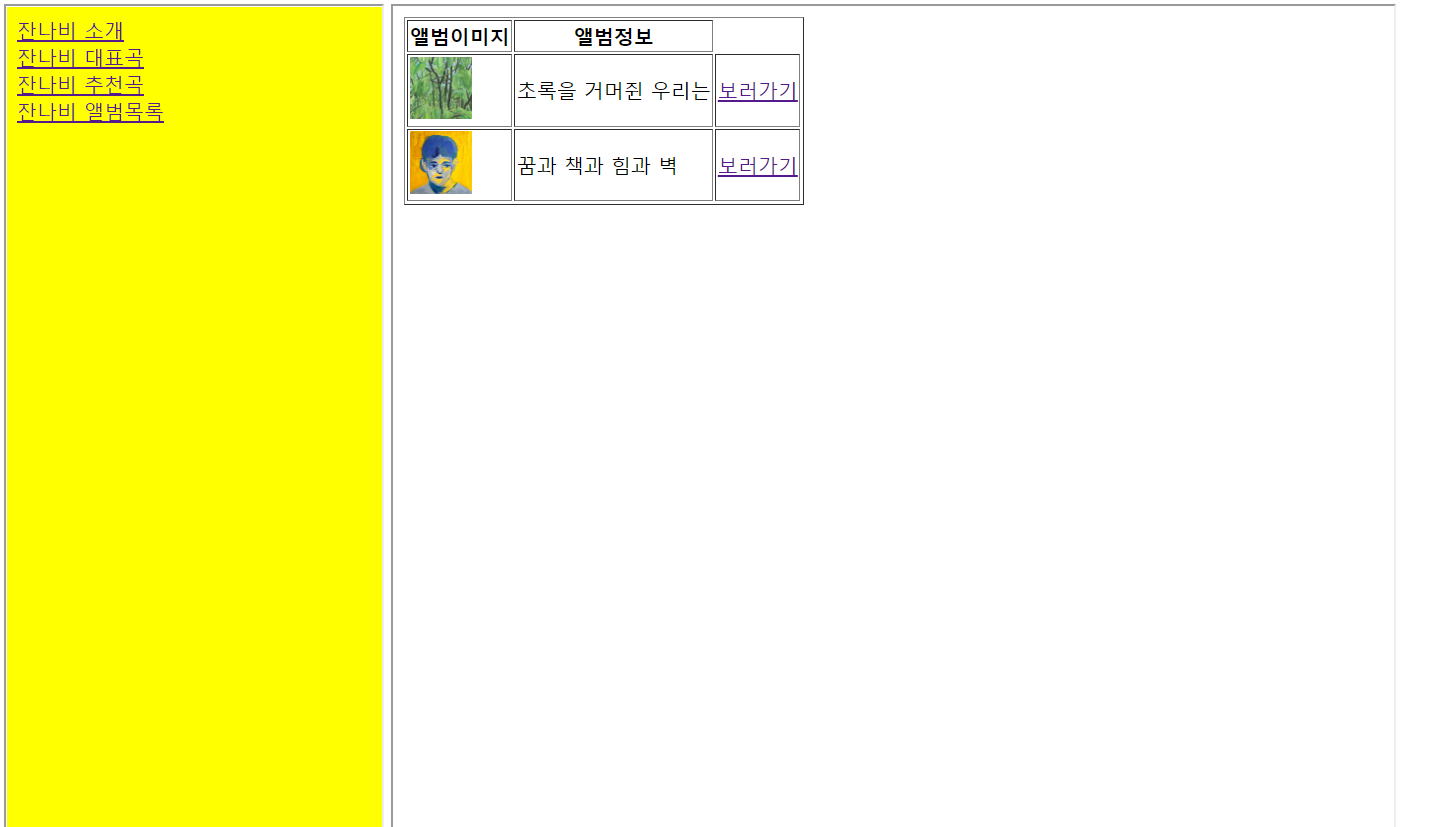 잔나비 소개
잔나비 대표곡
잔나비 추천곡
잔나비 앨범목록
앨범이미지 앨범정보
초록을 거머쥔 우리는 보러가기
꿈과 책과 힘과 벽 보러가기